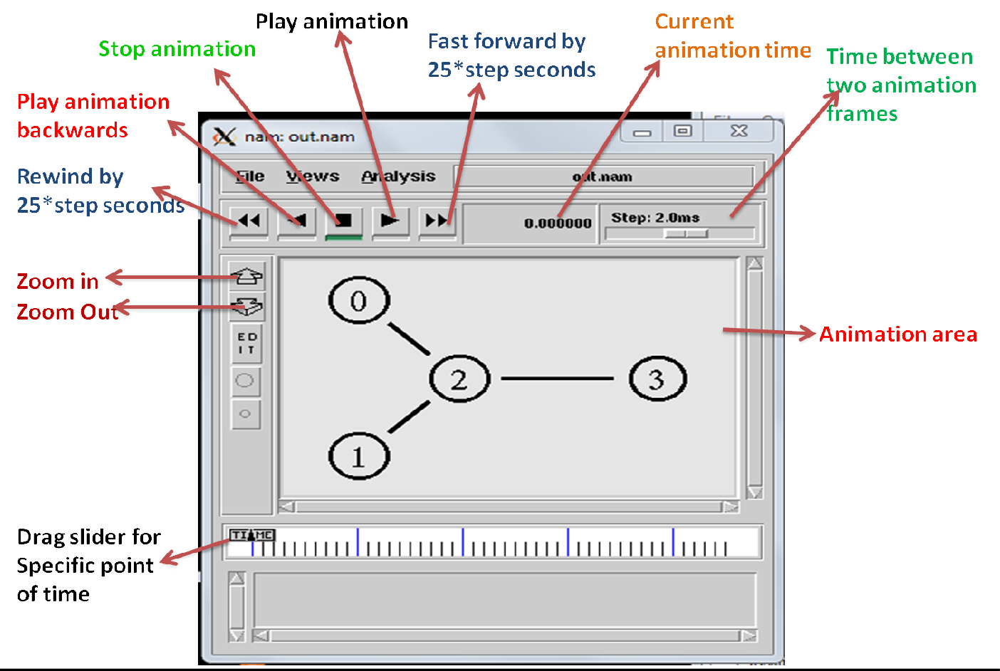 Play animation
Current
animation time
Stop animation
Fast forward by
25*step seconds
Time between
two animation
frames
Play animation
backwards
nam: out.nam
Rewind by
25*step seconds
File Views Analysis out.nam
0.000000
Step: 2.0ms
Zoom in
Zoom Out
ED
IT
0
2
3
1
Animation area
TIME
Drag slider for
Specific point
of time